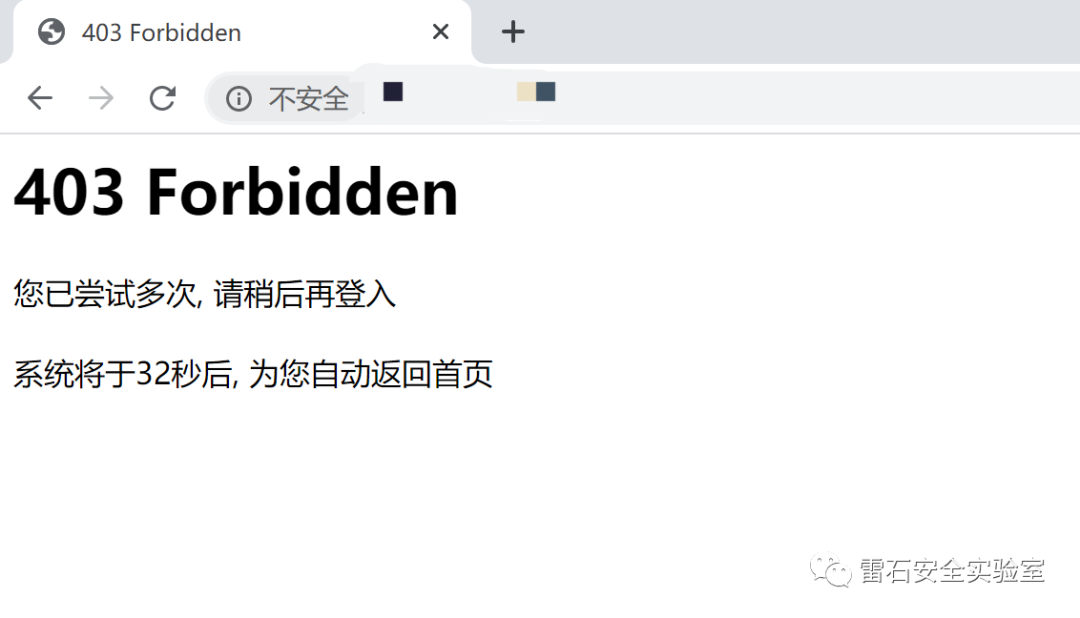 403 Forbidden
不安全
403 Forbidden
您已尝试多次, 请稍后再登入
系统将于32秒后, 为您自动返回首页
雷石安全实验室